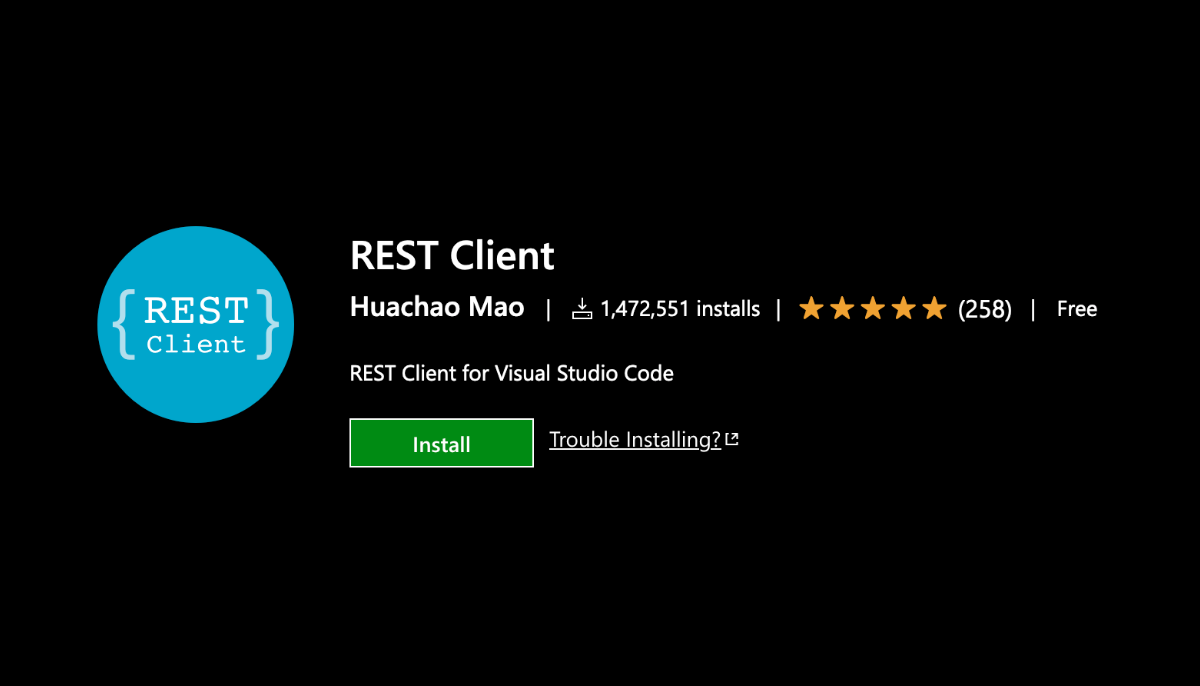 {REST}
Client
REST Client
Huachao Mao | 1,472,551 installs | ★★★★★ (258) | Free
REST Client for Visual Studio Code
Install
Trouble Installing?